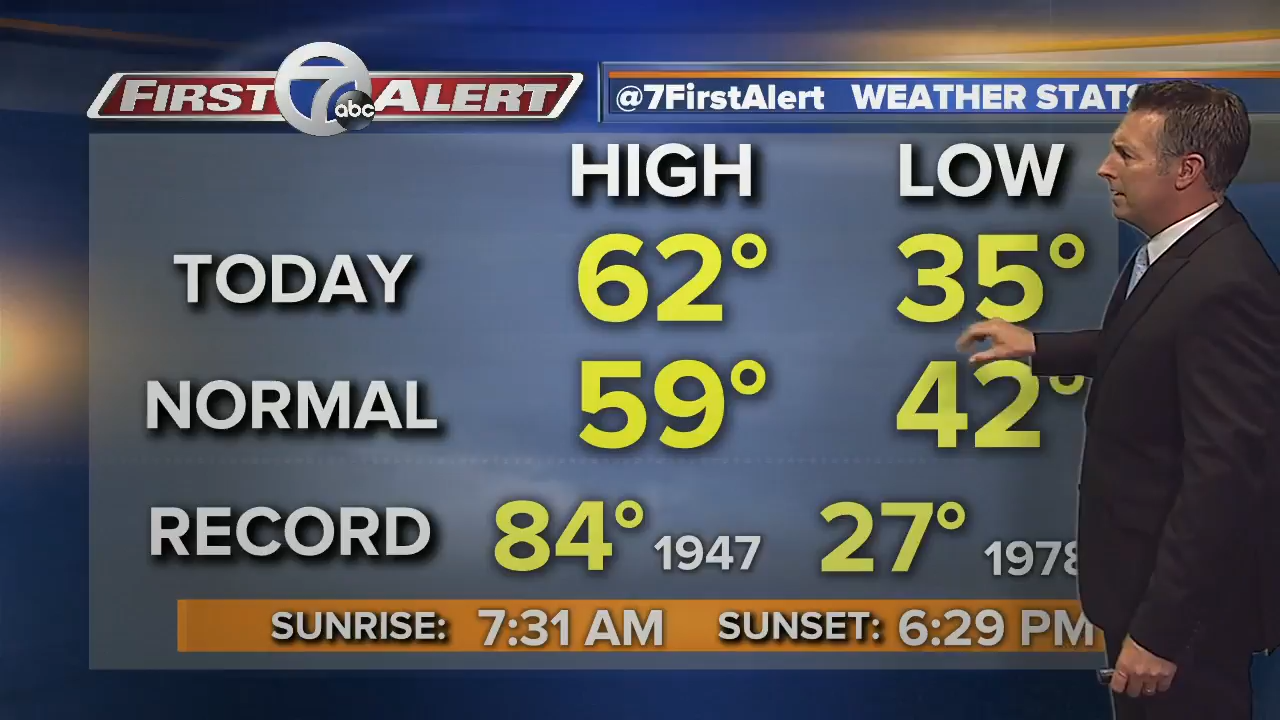 FIRST 7 abc ALERT
@7FirstAlert WEATHER STATS
HIGH LOW
TODAY 62° 35°
NORMAL 59° 42°
RECORD 84° 1947 27° 1978
SUNRISE: 7:31 AM SUNSET: 6:29 PM